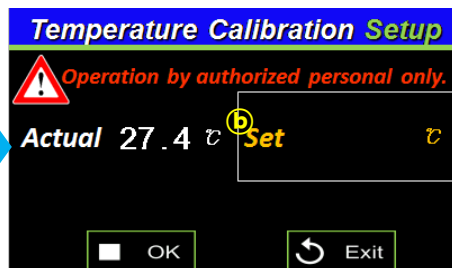 Temperature Calibration Setup
Operation by authorized personal only.
Actual 27.4 ℃ ⓑ Set ℃
OK Exit